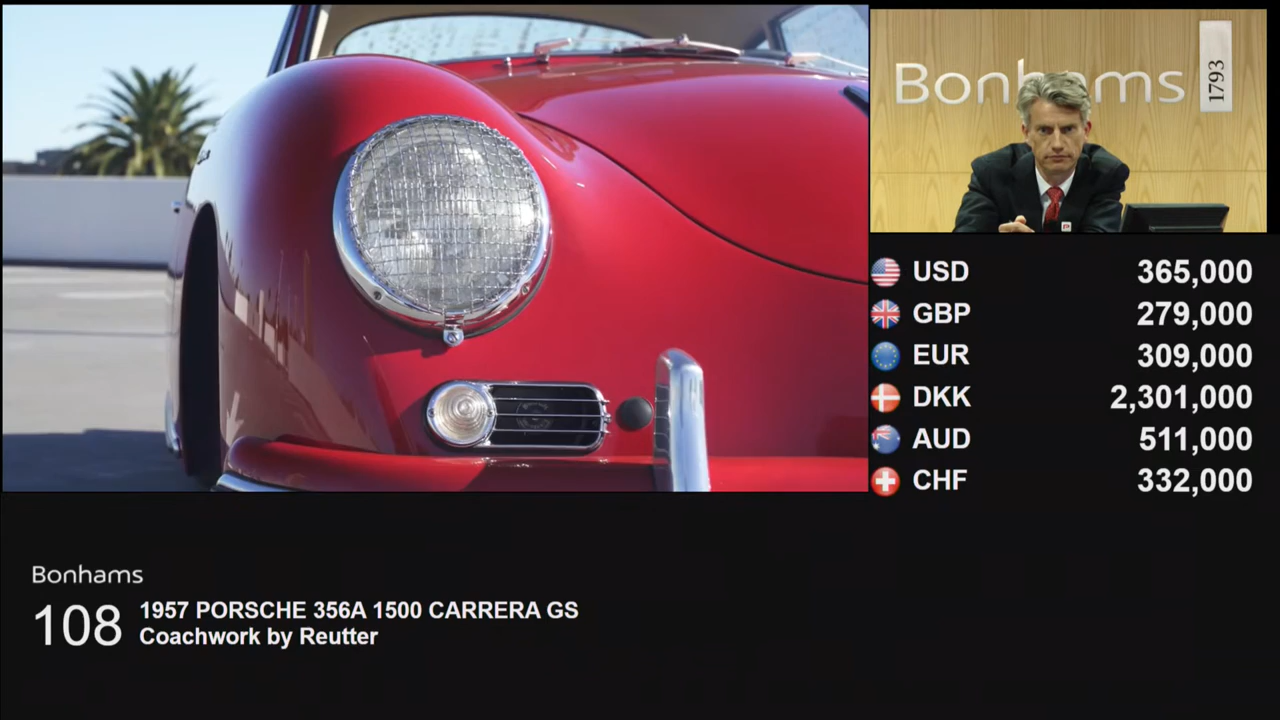 Bonhams
1793
USD 365,000
GBP 279,000
EUR 309,000
DKK 2,301,000
AUD 511,000
CHF 332,000
Bonhams
108
1957 PORSCHE 356A 1500 CARRERA GS
Coachwork by Reutter